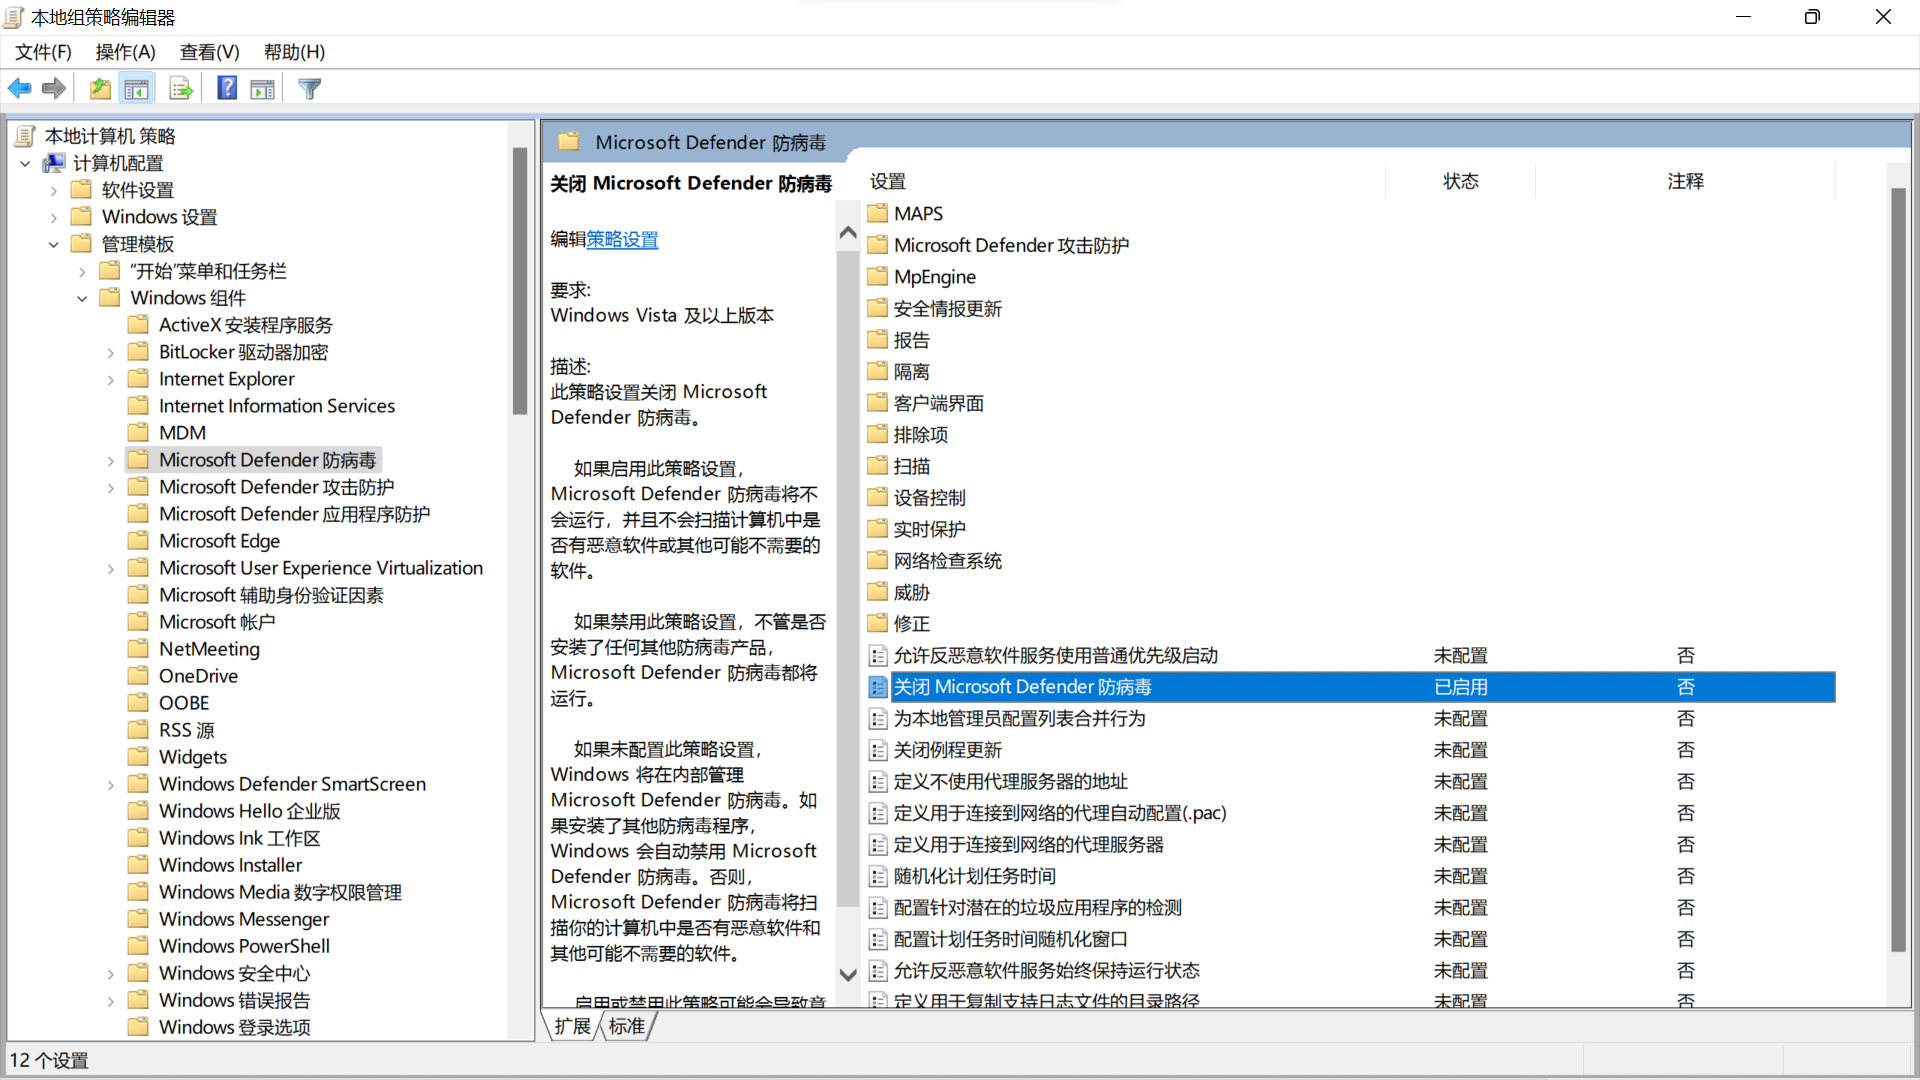 本地组策略编辑器
文件(F) 操作(A) 查看(V) 帮助(H)
本地计算机 策略
计算机配置
软件设置
Windows 设置
管理模板
“开始”菜单和任务栏
Windows 组件
ActiveX 安装程序服务
BitLocker 驱动器加密
Internet Explorer
Internet Information Services
MDM
Microsoft Defender 防病毒
Microsoft Defender 攻击防护
Microsoft Defender 应用程序防护
Microsoft Edge
Microsoft User Experience Virtualization
Microsoft 辅助身份验证因素
Microsoft 帐户
NetMeeting
OneDrive
OOBE
RSS 源
Widgets
Windows Defender SmartScreen
Windows Hello 企业版
Windows Ink 工作区
Windows Installer
Windows Media 数字权限管理
Windows Messenger
Windows PowerShell
Windows 安全中心
Windows 错误报告
Windows 登录选项
Microsoft Defender 防病毒
关闭 Microsoft Defender 防病毒
编辑策略设置
要求:
Windows Vista 及以上版本
描述:
此策略设置关闭 Microsoft
Defender 防病毒。
如果启用此策略设置，
Microsoft Defender 防病毒将不
会运行，并且不会扫描计算机中是
否有恶意软件或其他可能不需要的
软件。
如果禁用此策略设置，不管是否
安装了任何其他防病毒产品，
Microsoft Defender 防病毒都将
运行。
如果未配置此策略设置，
Windows 将在内部管理
Microsoft Defender 防病毒。如
果安装了其他防病毒程序，
Windows 会自动禁用 Microsoft
Defender 防病毒。否则，
Microsoft Defender 防病毒将扫
描你的计算机中是否有恶意软件和
其他可能不需要的软件。
启用或禁用此策略可能会导致意
设置 状态 注释
MAPS
Microsoft Defender 攻击防护
MpEngine
安全情报更新
报告
隔离
客户端界面
排除项
扫描
设备控制
实时保护
网络检查系统
威胁
修正
允许反恶意软件服务使用普通优先级启动 未配置 否
关闭 Microsoft Defender 防病毒 已启用 否
为本地管理员配置列表合并行为 未配置 否
关闭例程更新 未配置 否
定义不使用代理服务器的地址 未配置 否
定义用于连接到网络的代理自动配置(.pac) 未配置 否
定义用于连接到网络的代理服务器 未配置 否
随机化计划任务时间 未配置 否
配置针对潜在的垃圾应用程序的检测 未配置 否
配置计划任务时间随机化窗口 未配置 否
允许反恶意软件服务始终保持运行状态 未配置 否
定义用于复制支持日志文件的目录路径 未配置 否
扩展 标准
12 个设置